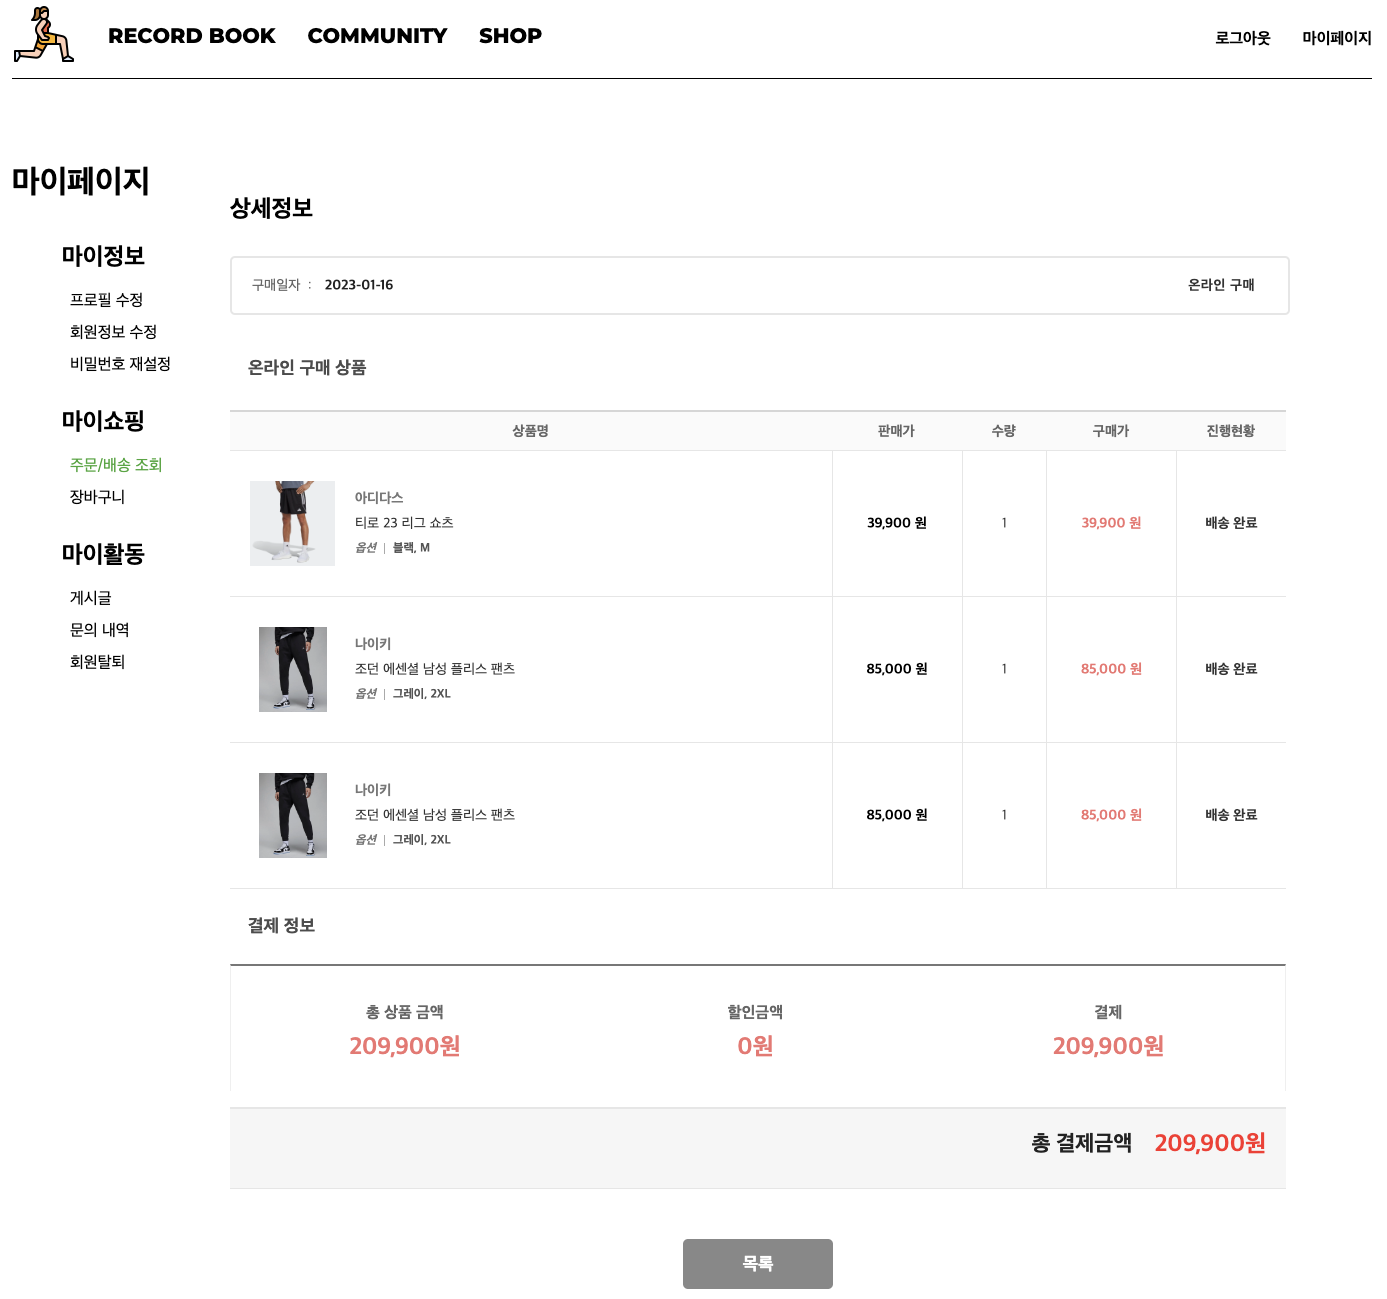 RECORD BOOK COMMUNITY SHOP 로그아웃 마이페이지
마이페이지
마이정보
프로필 수정
회원정보 수정
비밀번호 재설정
마이쇼핑
주문/배송 조회
장바구니
마이활동
게시글
문의 내역
회원탈퇴
상세정보
구매일자 : 2023-01-16 온라인 구매
온라인 구매 상품
상품명 판매가 수량 구매가 진행현황
아디다스
티로 23 리그 쇼츠
옵션 | 블랙, M
39,900 원 1 39,900 원 배송 완료
나이키
조던 에센셜 남성 플리스 팬츠
옵션 | 그레이, 2XL
85,000 원 1 85,000 원 배송 완료
나이키
조던 에센셜 남성 플리스 팬츠
옵션 | 그레이, 2XL
85,000 원 1 85,000 원 배송 완료
결제 정보
총 상품 금액 할인금액 결제
209,900원 0원 209,900원
총 결제금액 209,900원
목록